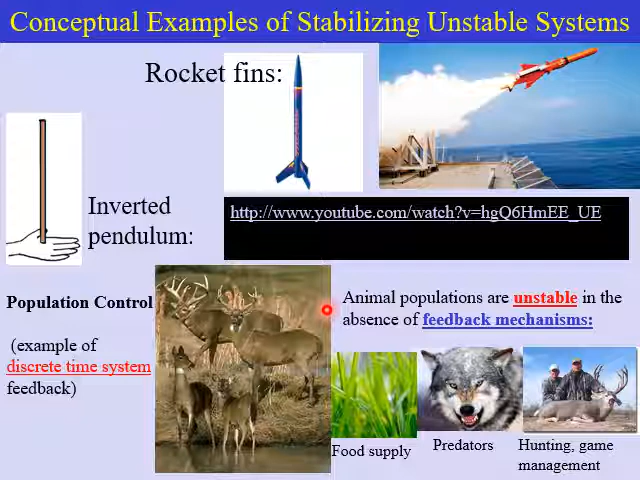 Conceptual Examples of Stabilizing Unstable Systems
Rocket fins:
Inverted
pendulum:
http://www.youtube.com/watch?v=hgQ6HmEE_UE
Population Control
(example of
discrete time system
feedback)
Animal populations are unstable in the
absence of feedback mechanisms:
Food supply
Predators
Hunting, game
management